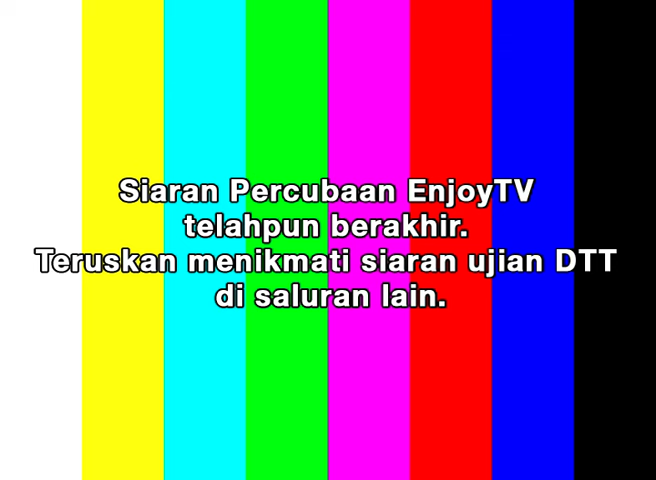 Siaran Percubaan EnjoyTV
telahpun berakhir.
Teruskan menikmati siaran ujian DTT
di saluran lain.